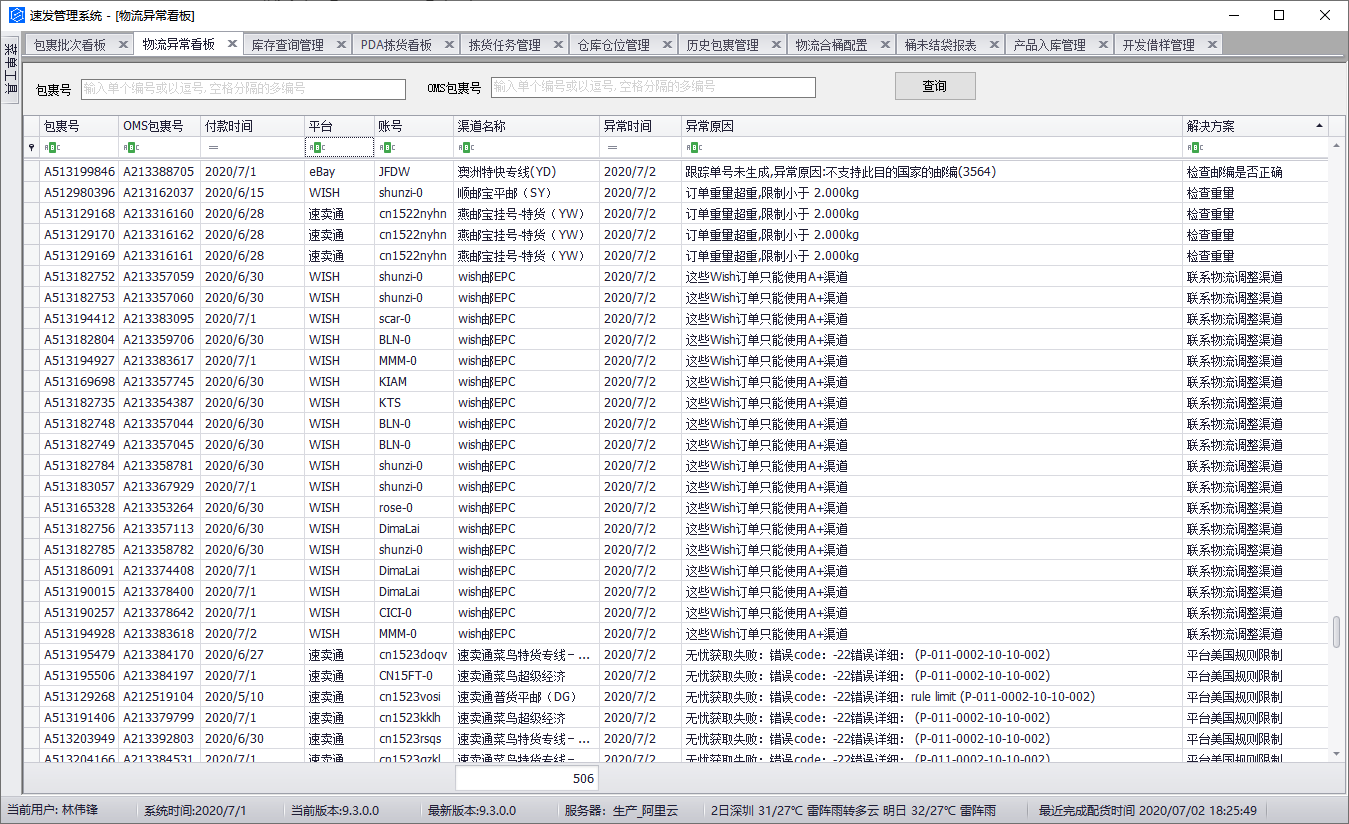 速发管理系统 - [物流异常看板]
菜单工具
包裹批次看板 物流异常看板 库存查询管理 PDA拣货看板 拣货任务管理 仓库仓位管理 历史包裹管理 物流合桶配置 桶未结袋报表 产品入库管理 开发借样管理
包裹号 输入单个编号或以逗号,空格分隔的多编号 OMS包裹号 输入单个编号或以逗号,空格分隔的多编号 查询
包裹号 OMS包裹号 付款时间 平台 账号 渠道名称 异常时间 异常原因 解决方案
ABC ABC = ABC ABC ABC = ABC ABC
A513199846 A213388705 2020/7/1 eBay JFDW 澳洲特快专线(YD) 2020/7/2 跟踪单号未生成,异常原因:不支持此目的国家的邮编(3564) 检查邮编是否正确
A512980396 A213162037 2020/6/15 WISH shunzi-0 顺邮宝平邮（SY） 2020/7/2 订单重量超重,限制小于 2.000kg 检查重量
A513129168 A213316160 2020/6/28 速卖通 cn1522nyhn 燕邮宝挂号-特货（YW） 2020/7/2 订单重量超重,限制小于 2.000kg 检查重量
A513129170 A213316162 2020/6/28 速卖通 cn1522nyhn 燕邮宝挂号-特货（YW） 2020/7/2 订单重量超重,限制小于 2.000kg 检查重量
A513129169 A213316161 2020/6/28 速卖通 cn1522nyhn 燕邮宝挂号-特货（YW） 2020/7/2 订单重量超重,限制小于 2.000kg 检查重量
A513182752 A213357059 2020/6/30 WISH shunzi-0 wish邮EPC 2020/7/2 这些Wish订单只能使用A+渠道 联系物流调整渠道
A513182753 A213357060 2020/6/30 WISH shunzi-0 wish邮EPC 2020/7/2 这些Wish订单只能使用A+渠道 联系物流调整渠道
A513194412 A213383095 2020/7/1 WISH scar-0 wish邮EPC 2020/7/2 这些Wish订单只能使用A+渠道 联系物流调整渠道
A513182804 A213359706 2020/6/30 WISH BLN-0 wish邮EPC 2020/7/2 这些Wish订单只能使用A+渠道 联系物流调整渠道
A513194927 A213383617 2020/7/1 WISH MMM-0 wish邮EPC 2020/7/2 这些Wish订单只能使用A+渠道 联系物流调整渠道
A513169698 A213357745 2020/6/30 WISH KIAM wish邮EPC 2020/7/2 这些Wish订单只能使用A+渠道 联系物流调整渠道
A513182735 A213354387 2020/6/30 WISH KTS wish邮EPC 2020/7/2 这些Wish订单只能使用A+渠道 联系物流调整渠道
A513182748 A213357044 2020/6/30 WISH BLN-0 wish邮EPC 2020/7/2 这些Wish订单只能使用A+渠道 联系物流调整渠道
A513182749 A213357045 2020/6/30 WISH BLN-0 wish邮EPC 2020/7/2 这些Wish订单只能使用A+渠道 联系物流调整渠道
A513182784 A213358781 2020/6/30 WISH shunzi-0 wish邮EPC 2020/7/2 这些Wish订单只能使用A+渠道 联系物流调整渠道
A513183057 A213367929 2020/7/1 WISH shunzi-0 wish邮EPC 2020/7/2 这些Wish订单只能使用A+渠道 联系物流调整渠道
A513165328 A213353264 2020/6/30 WISH rose-0 wish邮EPC 2020/7/2 这些Wish订单只能使用A+渠道 联系物流调整渠道
A513182756 A213357113 2020/6/30 WISH DimaLai wish邮EPC 2020/7/2 这些Wish订单只能使用A+渠道 联系物流调整渠道
A513182785 A213358782 2020/6/30 WISH shunzi-0 wish邮EPC 2020/7/2 这些Wish订单只能使用A+渠道 联系物流调整渠道
A513186091 A213374408 2020/7/1 WISH DimaLai wish邮EPC 2020/7/2 这些Wish订单只能使用A+渠道 联系物流调整渠道
A513190015 A213378400 2020/7/1 WISH DimaLai wish邮EPC 2020/7/2 这些Wish订单只能使用A+渠道 联系物流调整渠道
A513190257 A213378642 2020/7/1 WISH CICI-0 wish邮EPC 2020/7/2 这些Wish订单只能使用A+渠道 联系物流调整渠道
A513194928 A213383618 2020/7/2 WISH MMM-0 wish邮EPC 2020/7/2 这些Wish订单只能使用A+渠道 联系物流调整渠道
A513195479 A213384170 2020/6/27 速卖通 cn1523doqv 速卖通菜鸟特货专线－... 2020/7/2 无忧获取失败：错误code：-22错误详细： (P-011-0002-10-10-002) 平台美国规则限制
A513195506 A213384197 2020/7/1 速卖通 CN15FT-0 速卖通菜鸟超级经济 2020/7/2 无忧获取失败：错误code：-22错误详细： (P-011-0002-10-10-002) 平台美国规则限制
A513129268 A212519104 2020/5/10 速卖通 cn1523vosi 速卖通普货平邮（DG） 2020/7/2 无忧获取失败：错误code：-22错误详细：rule limit (P-011-0002-10-10-002) 平台美国规则限制
A513191406 A213379799 2020/7/1 速卖通 cn1523kklh 速卖通菜鸟超级经济 2020/7/2 无忧获取失败：错误code：-22错误详细： (P-011-0002-10-10-002) 平台美国规则限制
A513203949 A213392803 2020/6/30 速卖通 cn1523rsqs 速卖通菜鸟特货专线－... 2020/7/2 无忧获取失败：错误code：-22错误详细： (P-011-0002-10-10-002) 平台美国规则限制
A513204166 A213384531 2020/7/1 速卖通 cn1523qzkl 速卖通菜鸟特货专线－... 2020/7/2 无忧获取失败：错误code：-22错误详细： (P-011-0002-10-10-002) 平台美国规则限制
506
当前用户: 林伟锋 系统时间:2020/7/1 当前版本:9.3.0.0 最新版本:9.3.0.0 服务器：生产_阿里云 2日深圳 31/27℃ 雷阵雨转多云 明日 32/27℃ 雷阵雨 最近完成配货时间 2020/07/02 18:25:49